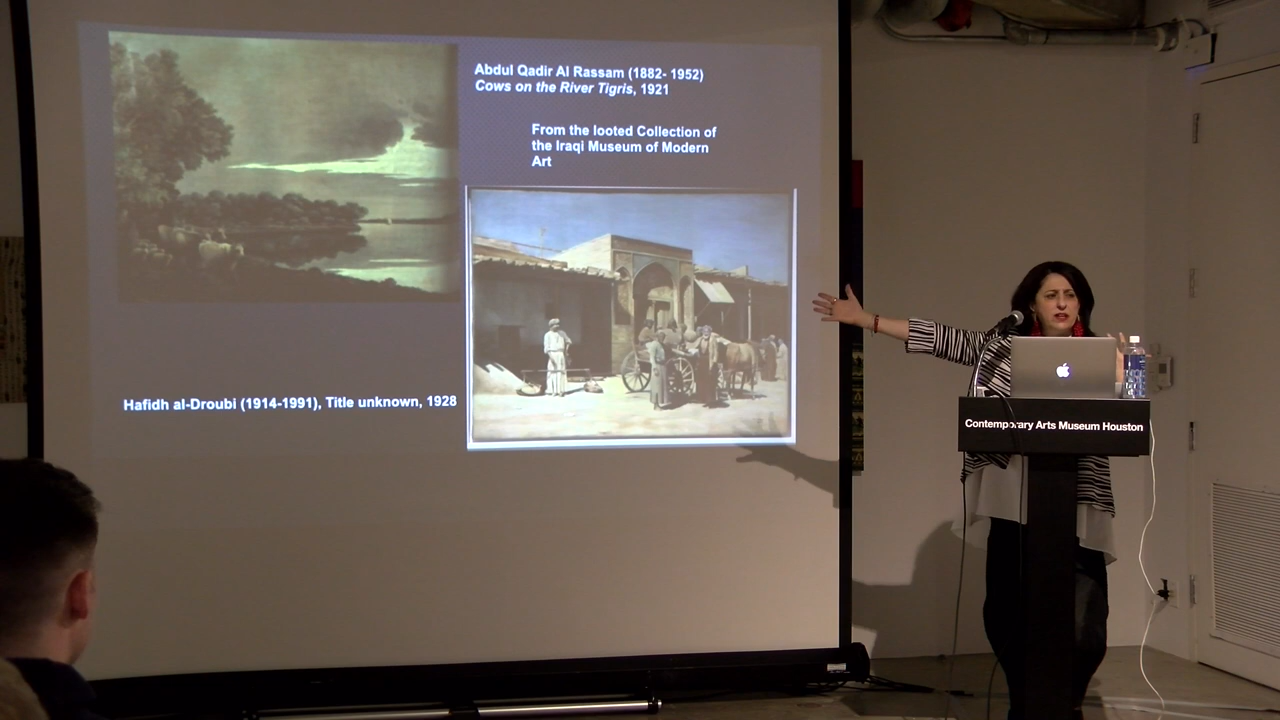 Abdul Qadir Al Rassam (1882- 1952)
Cows on the River Tigris, 1921
From the looted Collection of
the Iraqi Museum of Modern
Art
Hafidh al-Droubi (1914-1991), Title unknown, 1928
Contemporary Arts Museum Houston